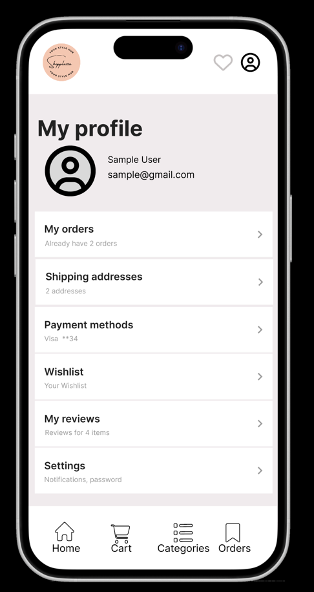 My profile
Sample User
sample@gmail.com
My orders
Already have 2 orders
Shipping addresses
2 addresses
Payment methods
Visa **34
Wishlist
Your Wishlist
My reviews
Reviews for 4 items
Settings
Notifications, password
Home Cart Categories Orders